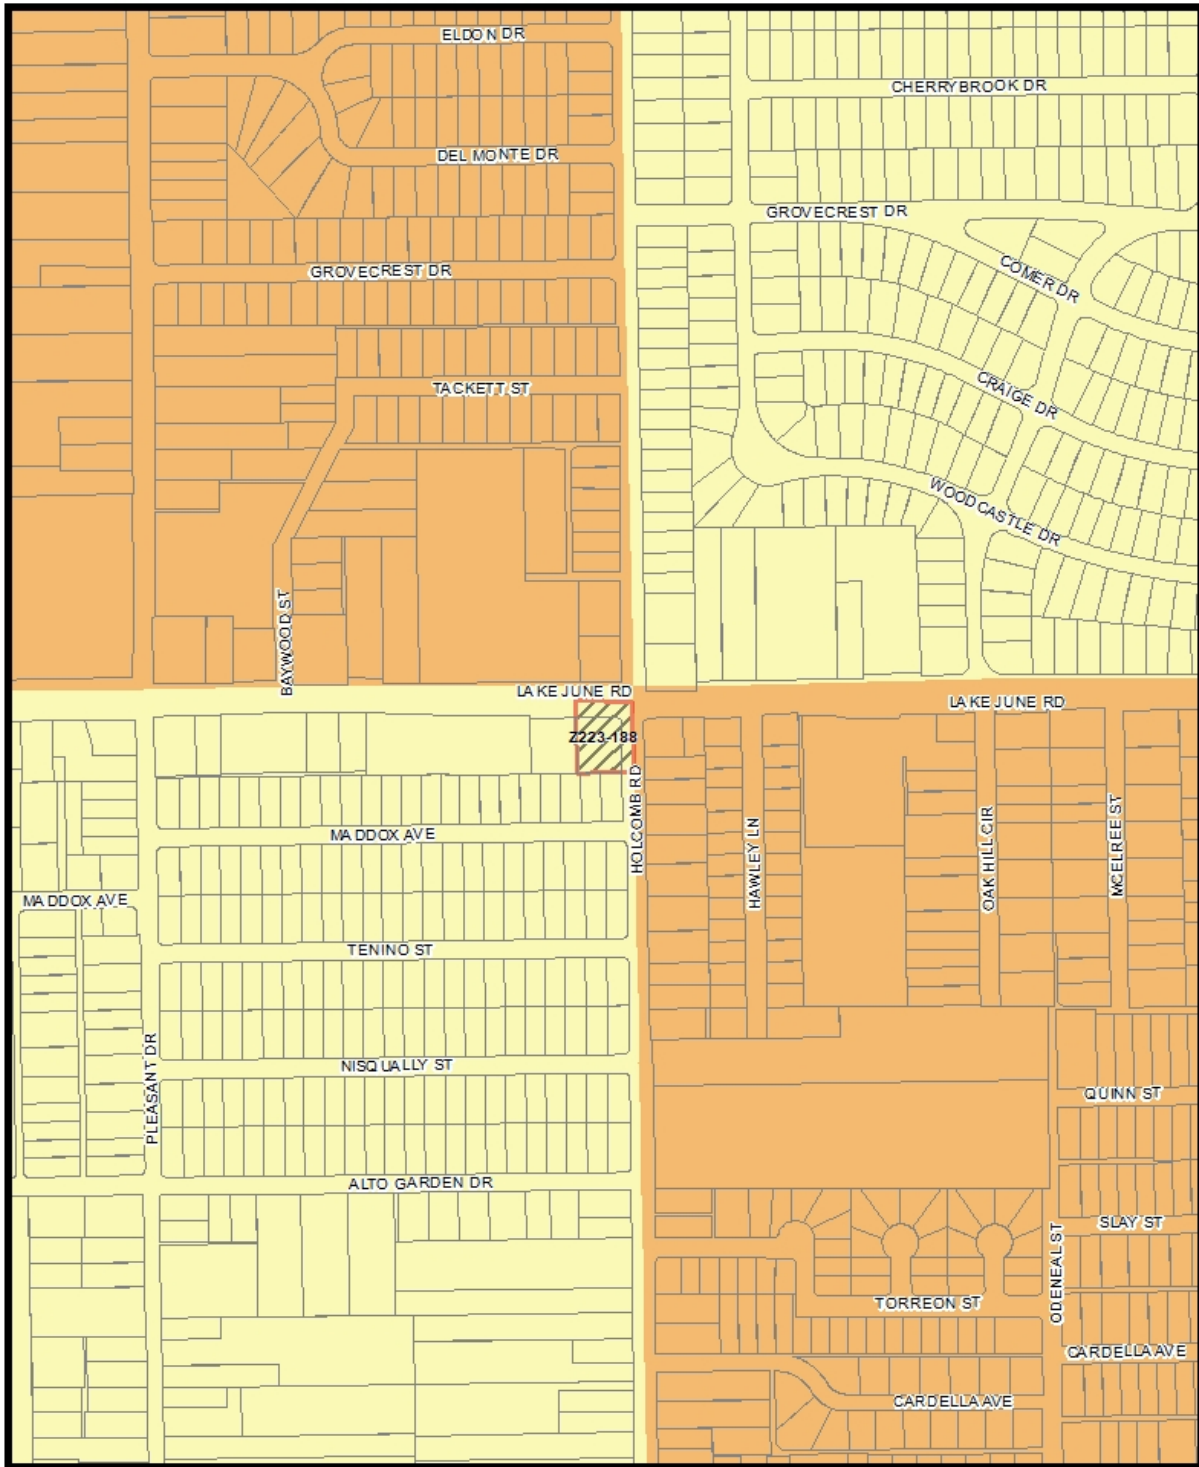 ELDON DR
CHERRYBROOK DR
DEL MONTE DR
GROVECREST DR
GROVECREST DR
COMER DR
TACKETT ST
CRAIGE DR
WOODCASTLE DR
BAYWOOD ST
LAKE JUNE RD
LAKE JUNE RD
Z223-188
HOLCOMB RD
MADDOX AVE
HAWLEY LN
OAK HILL CIR
MCELREE ST
MADDOX AVE
TENINO ST
PLEASANT DR
NISQUALLY ST
QUINN ST
ALTO GARDEN DR
SLAY ST
ODENEAL ST
TORREON ST
CARDELLA AVE
CARDELLA AVE